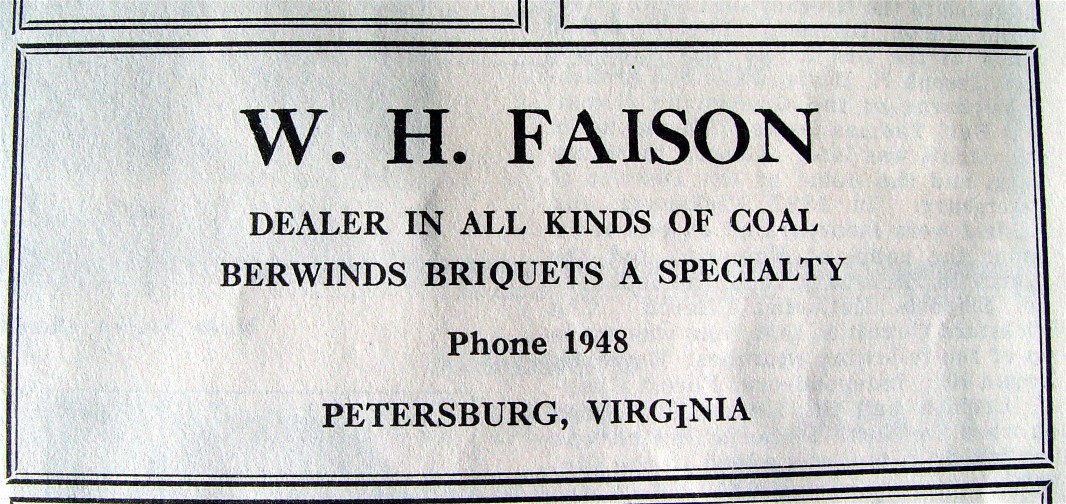 W. H. FAISON
DEALER IN ALL KINDS OF COAL
BERWINDS BRIQUETS A SPECIALTY
Phone 1948
PETERSBURG, VIRGINIA